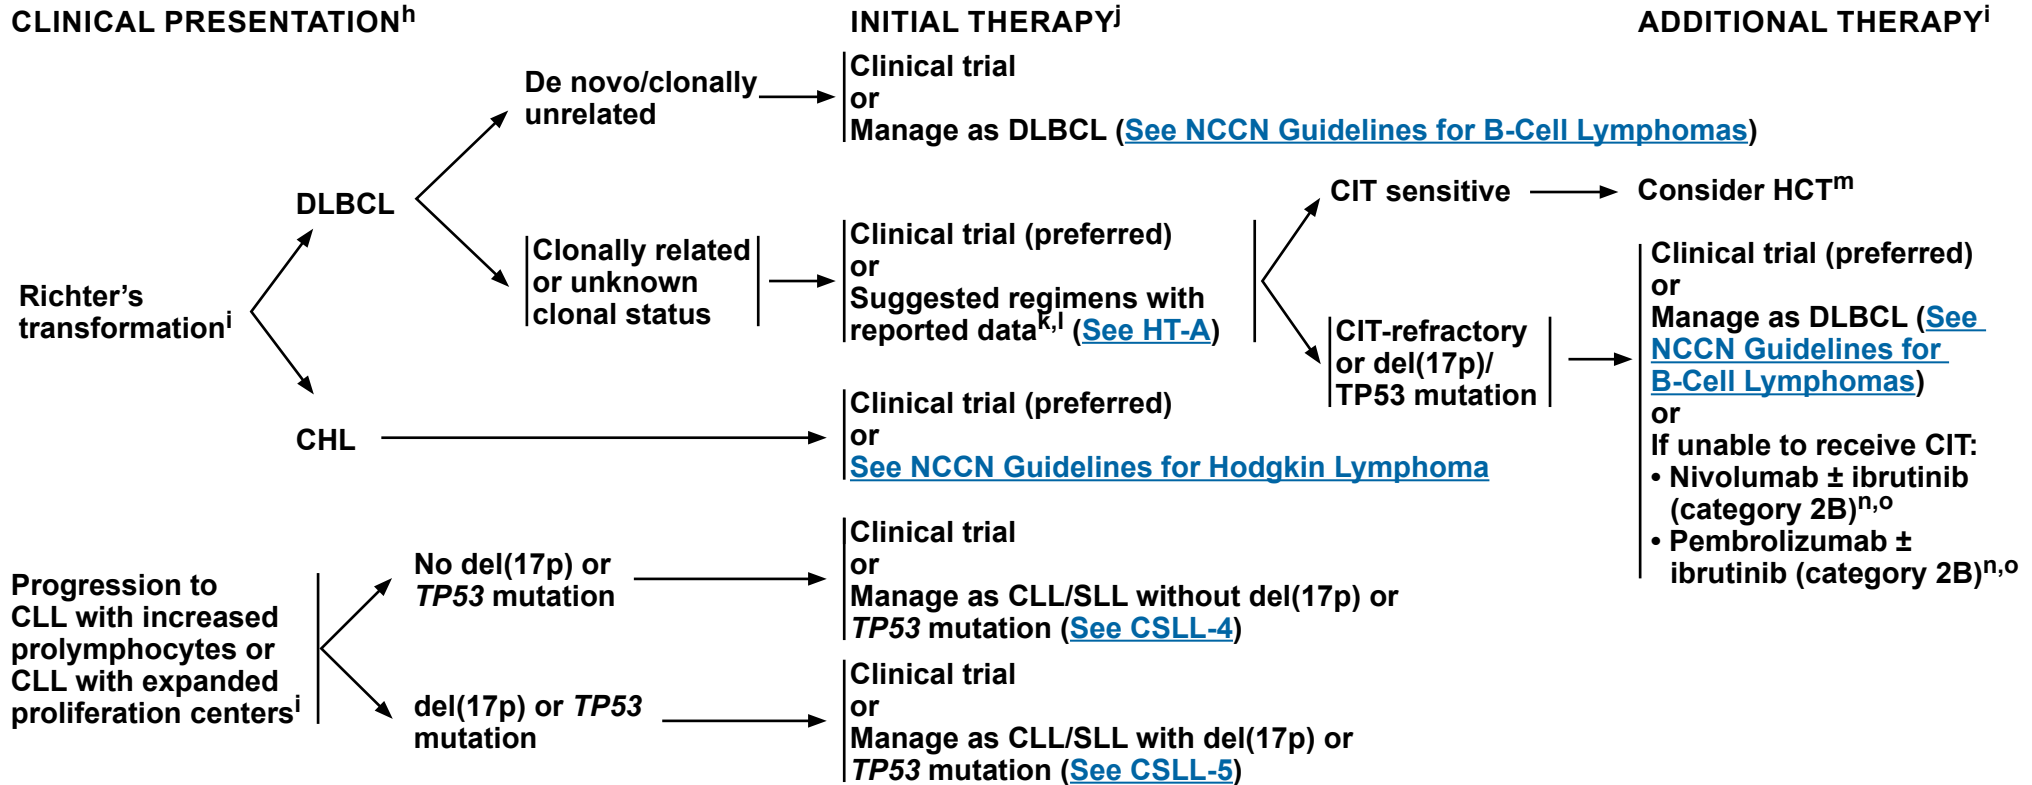 CLINICAL PRESENTATIONh
INITIAL THERAPYj
ADDITIONAL THERAPYi
De novo/clonally
unrelated
Clinical trial
or
Manage as DLBCL (See NCCN Guidelines for B-Cell Lymphomas)
DLBCL
Clonally related
or unknown
clonal status
Clinical trial (preferred)
or
Suggested regimens with
reported datak,l (See HT-A)
CIT sensitive
Consider HCTm
CIT-refractory
or del(17p)/
TP53 mutation
Clinical trial (preferred)
or
Manage as DLBCL (See
NCCN Guidelines for
B-Cell Lymphomas)
or
If unable to receive CIT:
• Nivolumab ± ibrutinib
(category 2B)n,o
• Pembrolizumab ±
ibrutinib (category 2B)n,o
Richter’s
transformationi
CHL
Clinical trial (preferred)
or
See NCCN Guidelines for Hodgkin Lymphoma
Progression to
CLL with increased
prolymphocytes or
CLL with expanded
proliferation centersi
No del(17p) or
TP53 mutation
Clinical trial
or
Manage as CLL/SLL without del(17p) or
TP53 mutation (See CSLL-4)
del(17p) or TP53
mutation
Clinical trial
or
Manage as CLL/SLL with del(17p) or
TP53 mutation (See CSLL-5)